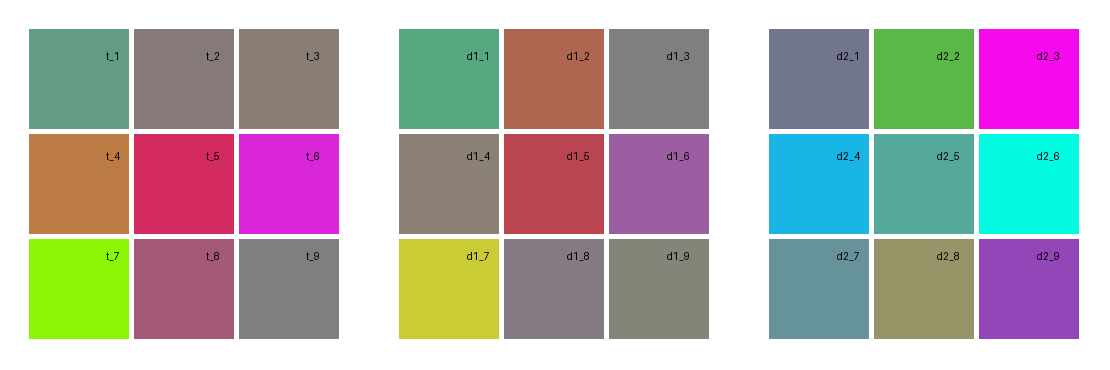 t_1 t_2 t_3 d1_1 d1_2 d1_3 d2_1 d2_2 d2_3
t_4 t_5 t_6 d1_4 d1_5 d1_6 d2_4 d2_5 d2_6
t_7 t_8 t_9 d1_7 d1_8 d1_9 d2_7 d2_8 d2_9